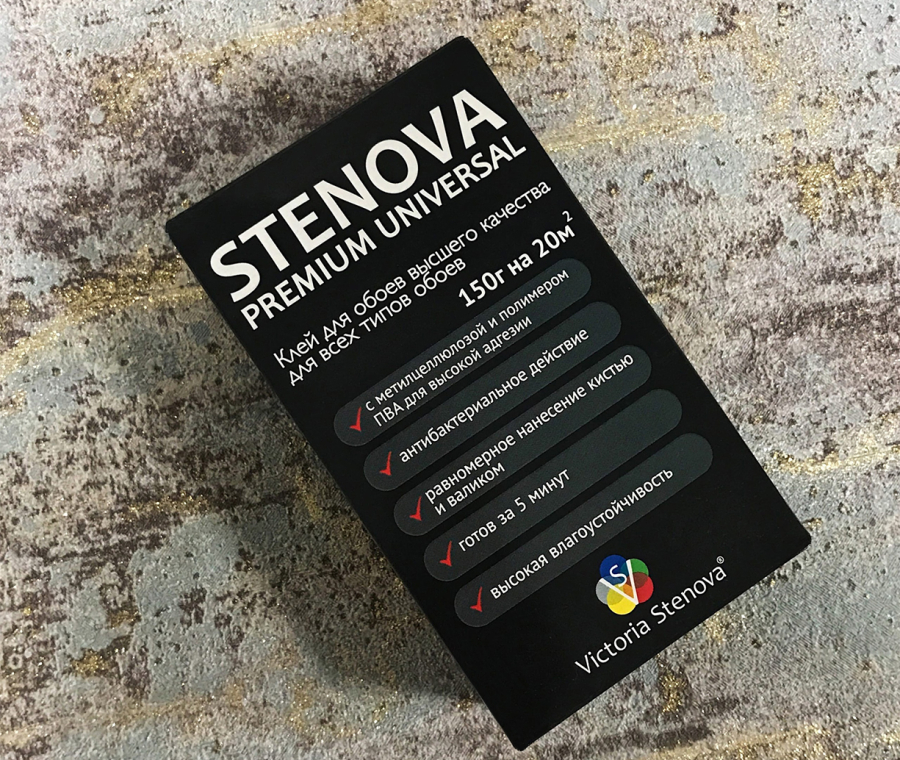 STENOVA
PREMIUM UNIVERSAL
Клей для обоев высшего качества
для всех типов обоев
150г на 20м²
с метилцеллюлозой и полимером
ПВА для высокой адгезии
антибактериальное действие
равномерное нанесение кистью
и валиком
готов за 5 минут
высокая влагоустойчивость
SV
Victoria Stenova®